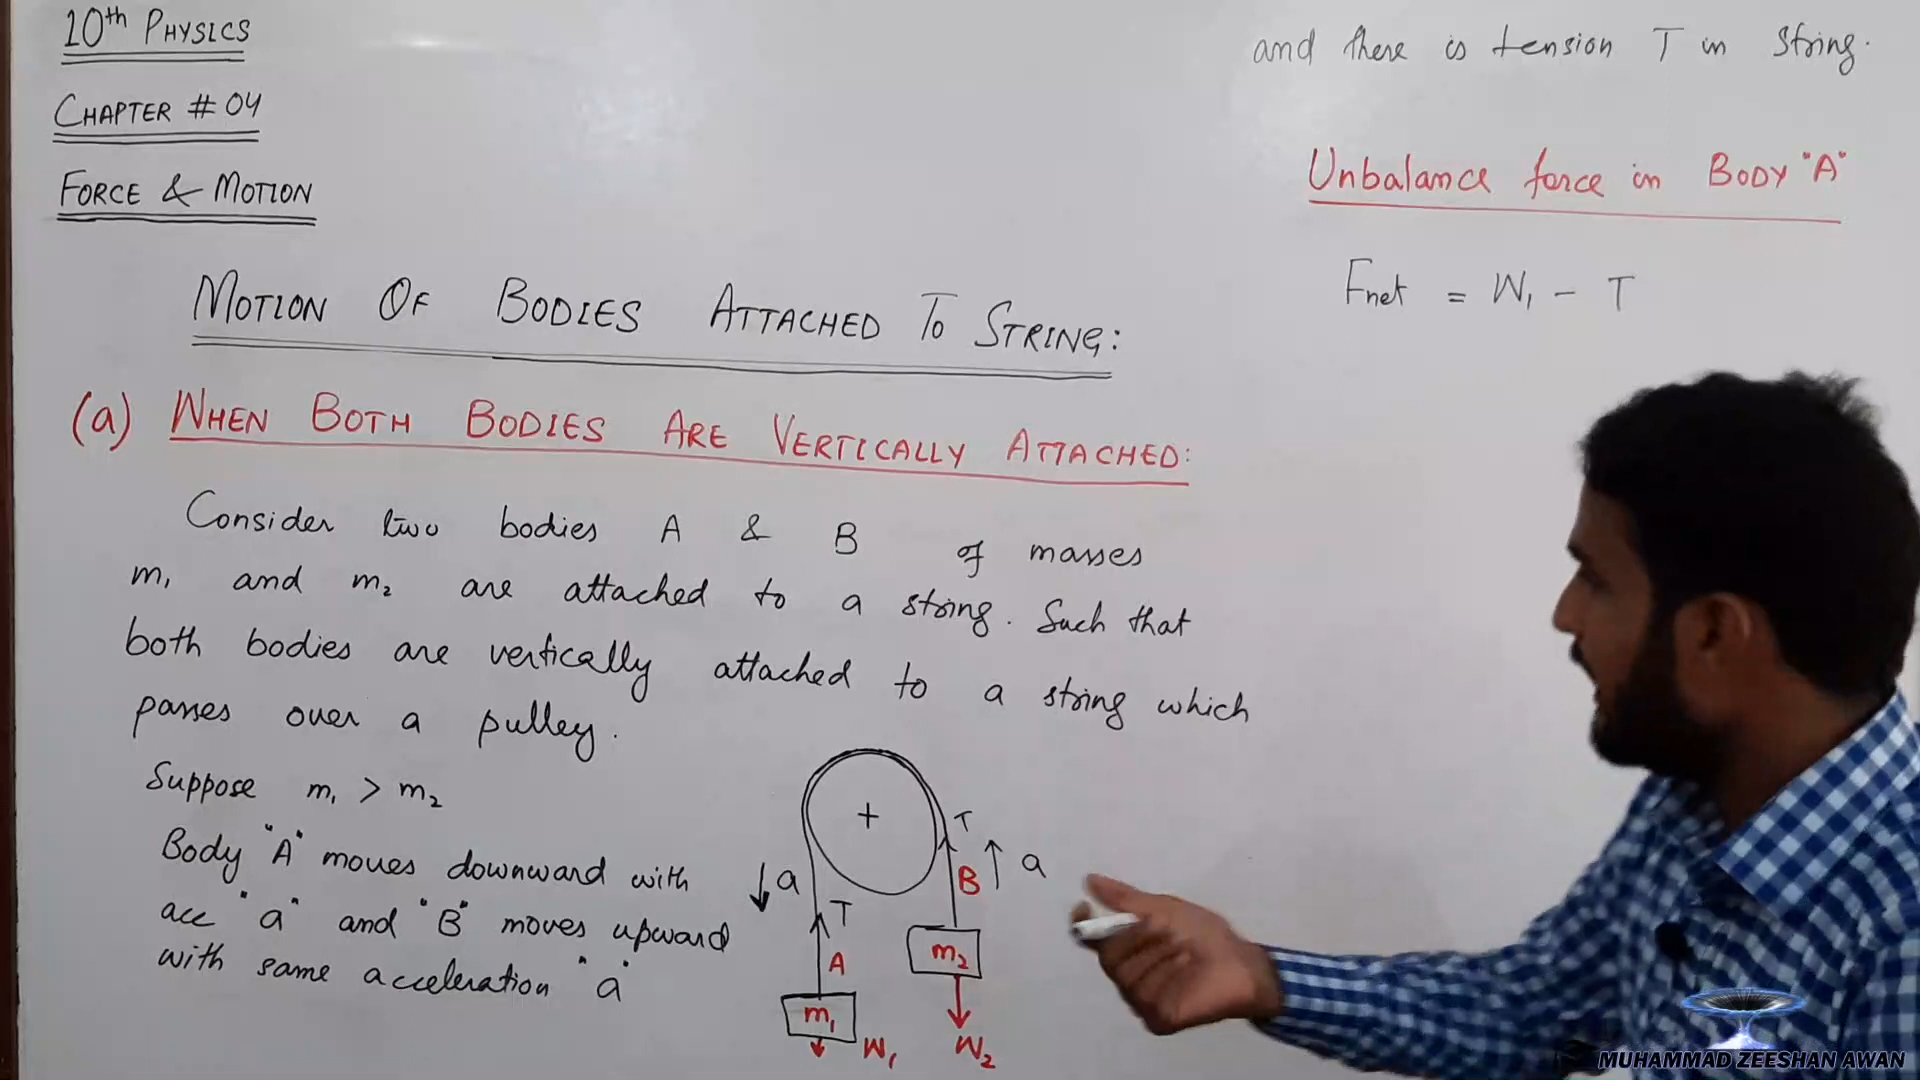 10th PHYSICS
CHAPTER # 04
FORCE & MOTION
MOTION OF BODIES ATTACHED TO STRING:
(a) WHEN BOTH BODIES ARE VERTICALLY ATTACHED:
Consider two bodies A & B of masses
m₁ and m₂ are attached to a string. Such that
both bodies are vertically attached to a string which
passes over a pulley.
Suppose m₁ > m₂
Body "A" moves downward with
acc "a" and "B" moves upward
with same acceleration "a"
+
T
a
B
a
T
A
m₂
m₁
W₁
W₂
and there is tension T in string.
Unbalance force in BODY "A"
Fnet = W₁ - T
MUHAMMAD ZEESHAN AWAN